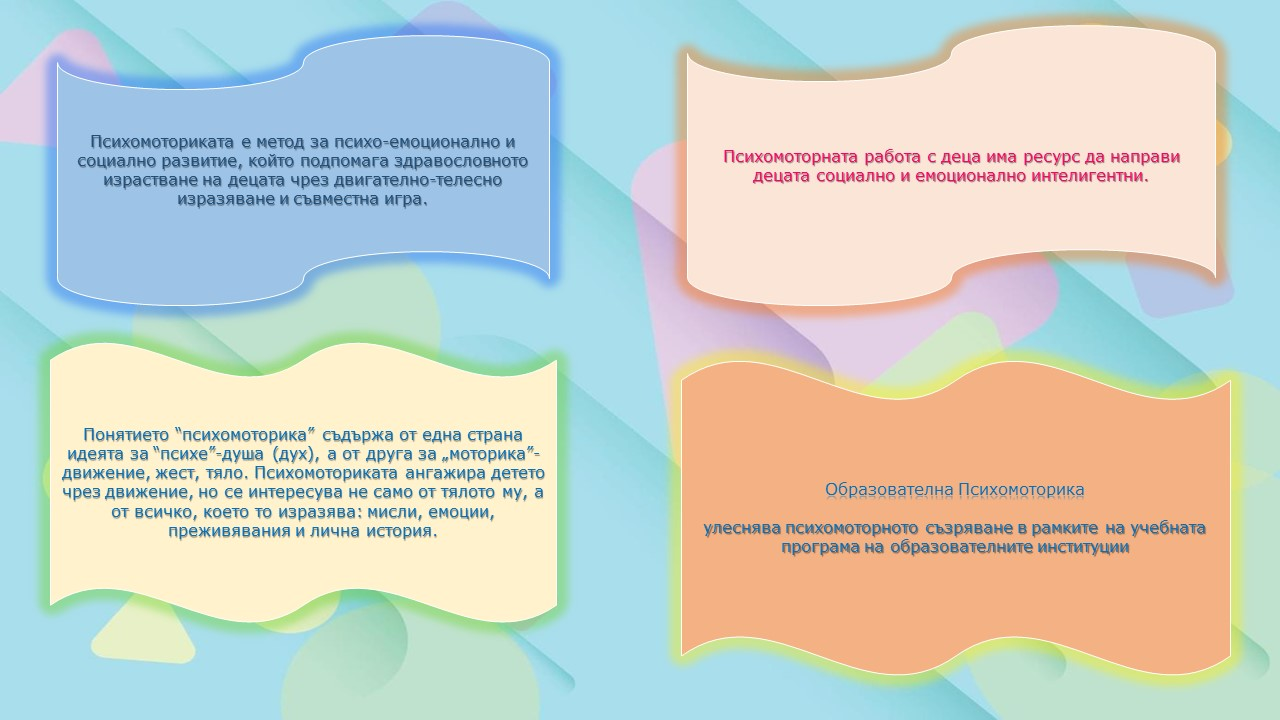 Психомоториката е метод за психо-емоционално и
социално развитие, който подпомага здравословното
израстване на децата чрез двигателно-телесно
изразяване и съвместна игра.
Психомоторната работа с деца има ресурс да направи
децата социално и емоционално интелигентни.
Понятието “психомоторика” съдържа от една страна
идеята за “психе”-душа (дух), а от друга за „моторика”-
движение, жест, тяло. Психомоториката ангажира детето
чрез движение, но се интересува не само от тялото му, а
от всичко, което то изразява: мисли, емоции,
преживявания и лична история.
Образователна Психомоторика
улеснява психомоторното съзряване в рамките на учебната
програма на образователните институции